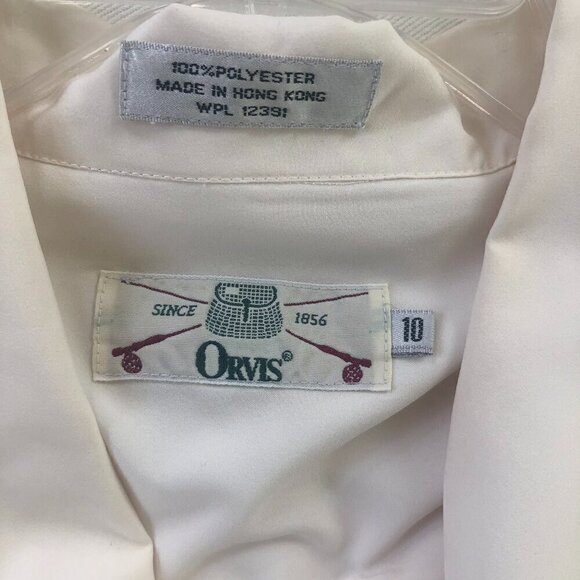 100%POLYESTER
MADE IN HONG KONG
WPL 12391
SINCE 1856
ORVIS®
10